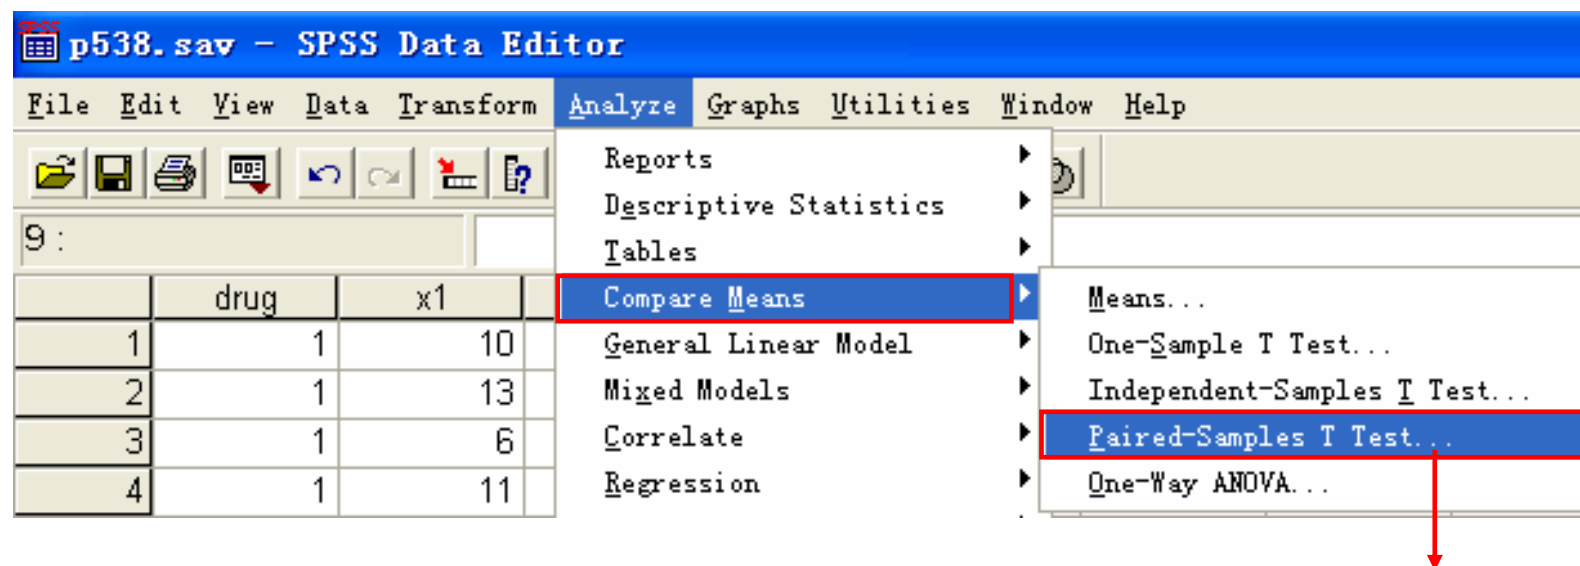 SPSS
p538.sav - SPSS Data Editor
File Edit View Data Transform Analyze Graphs Utilities Window Help
9 :
drug x1
1 1 10
2 1 13
3 1 6
4 1 11
Reports
Descriptive Statistics
Tables
Compare Means
General Linear Model
Mixed Models
Correlate
Regression
Means...
One-Sample T Test...
Independent-Samples T Test...
Paired-Samples T Test...
One-Way ANOVA...